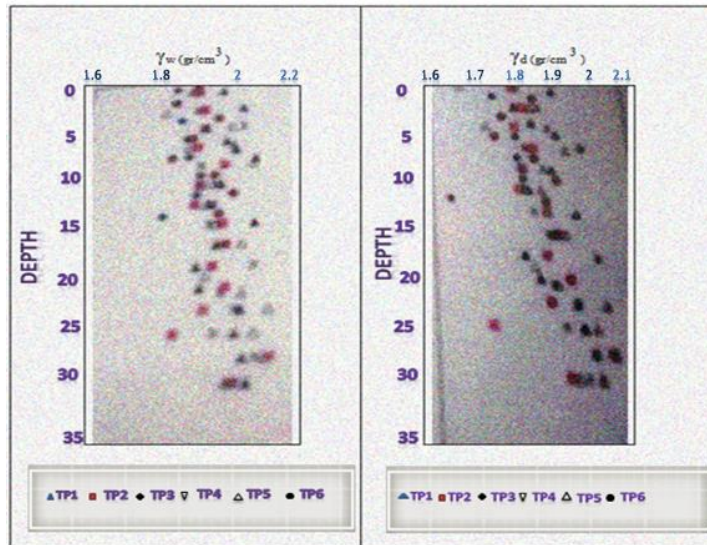 γw (gr/cm³)
1.6 1.8 2 2.2
0
5
10
15
20
25
30
35
DEPTH
▲TP1 ■ TP2 ◆ TP3 ∇ TP4 △ TP5 ● TP6
γd (gr/cm³)
1.6 1.7 1.8 1.9 2 2.1
0
5
10
15
20
25
30
35
DEPTH
▲TP1 ■ TP2 ◆ TP3 ∇ TP4 △ TP5 ● TP6